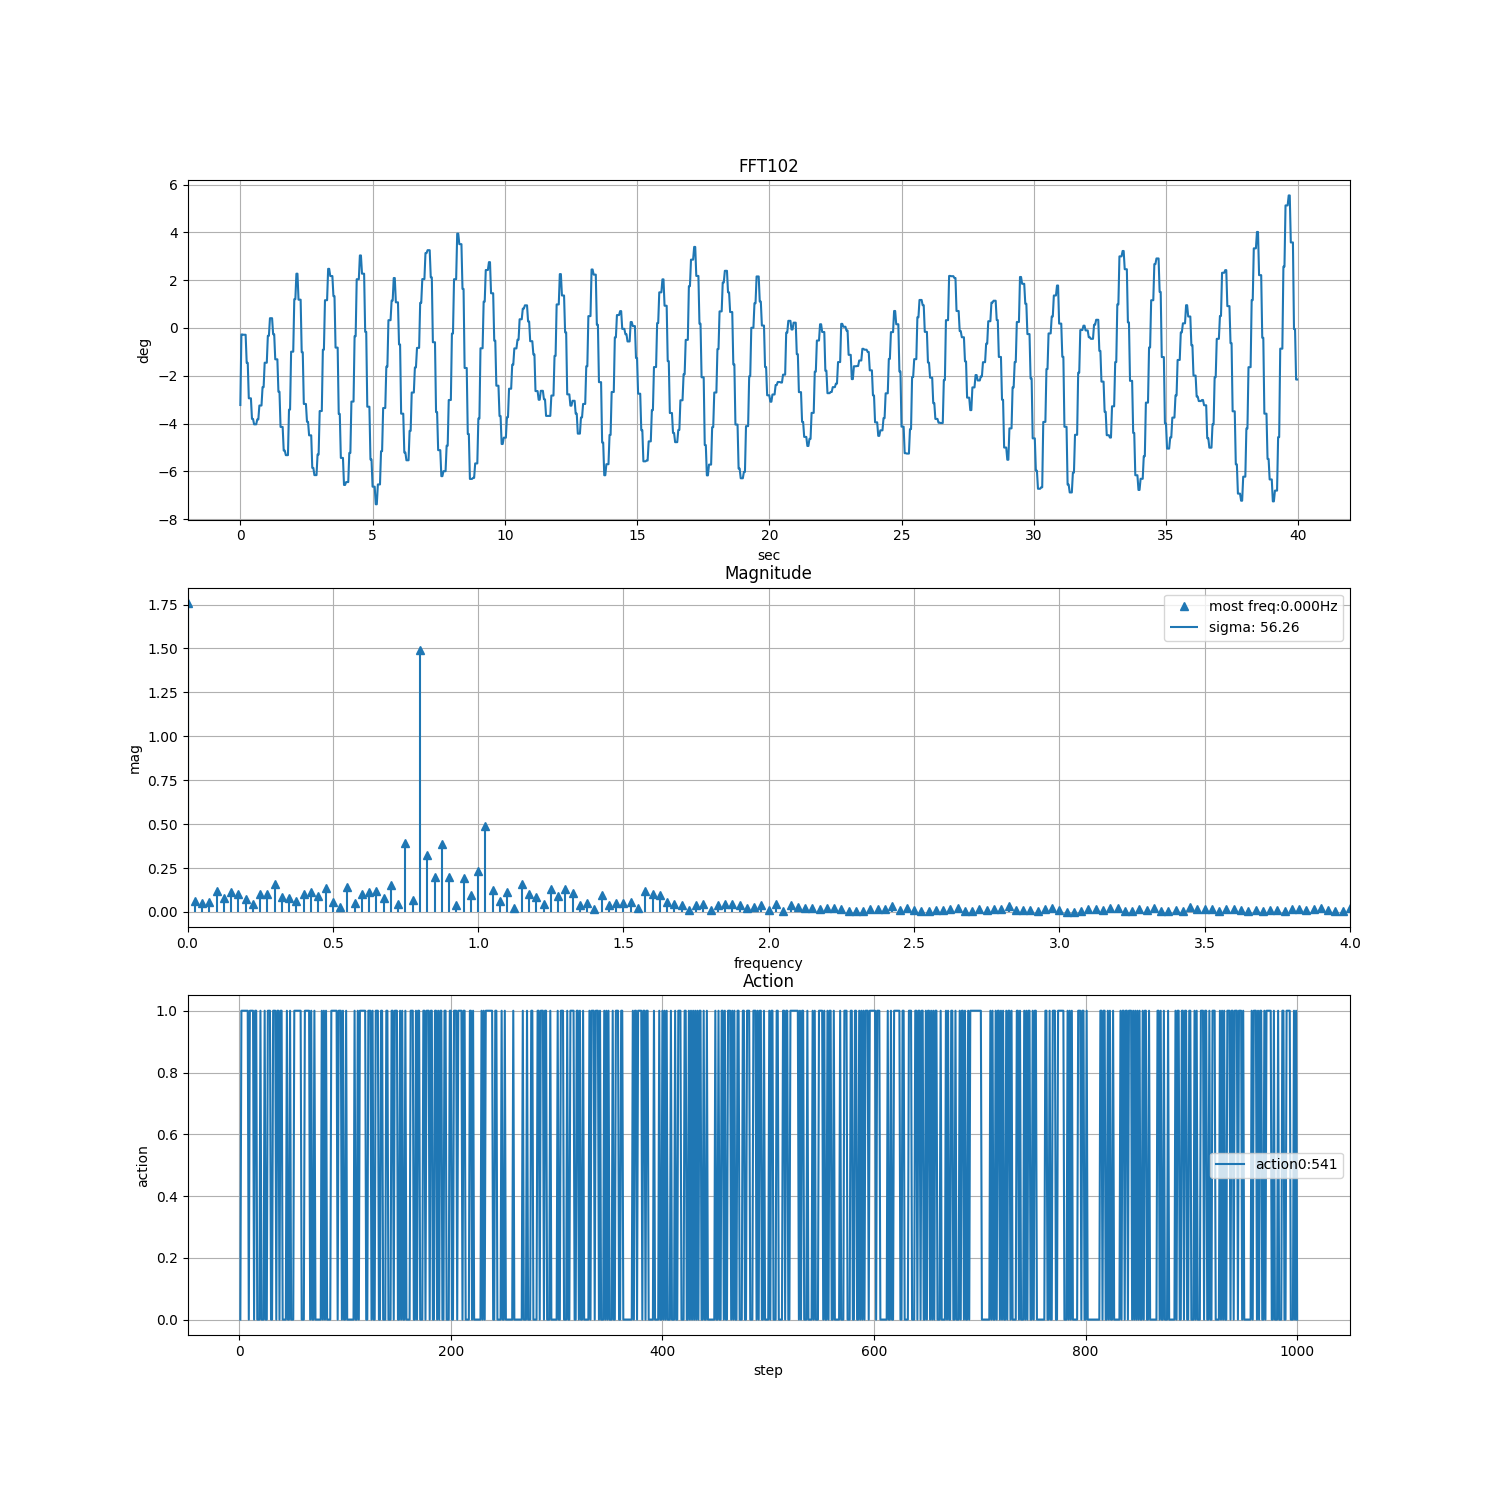 FFT102
6
4
2
0
−2
−4
−6
−8
deg
0 5 10 15 20 25 30 35 40
sec
Magnitude
1.75
1.50
1.25
1.00
0.75
0.50
0.25
0.00
mag
most freq:0.000Hz
sigma: 56.26
0.0 0.5 1.0 1.5 2.0 2.5 3.0 3.5 4.0
frequency
Action
1.0
0.8
0.6
0.4
0.2
0.0
action
action0:541
0 200 400 600 800 1000
step